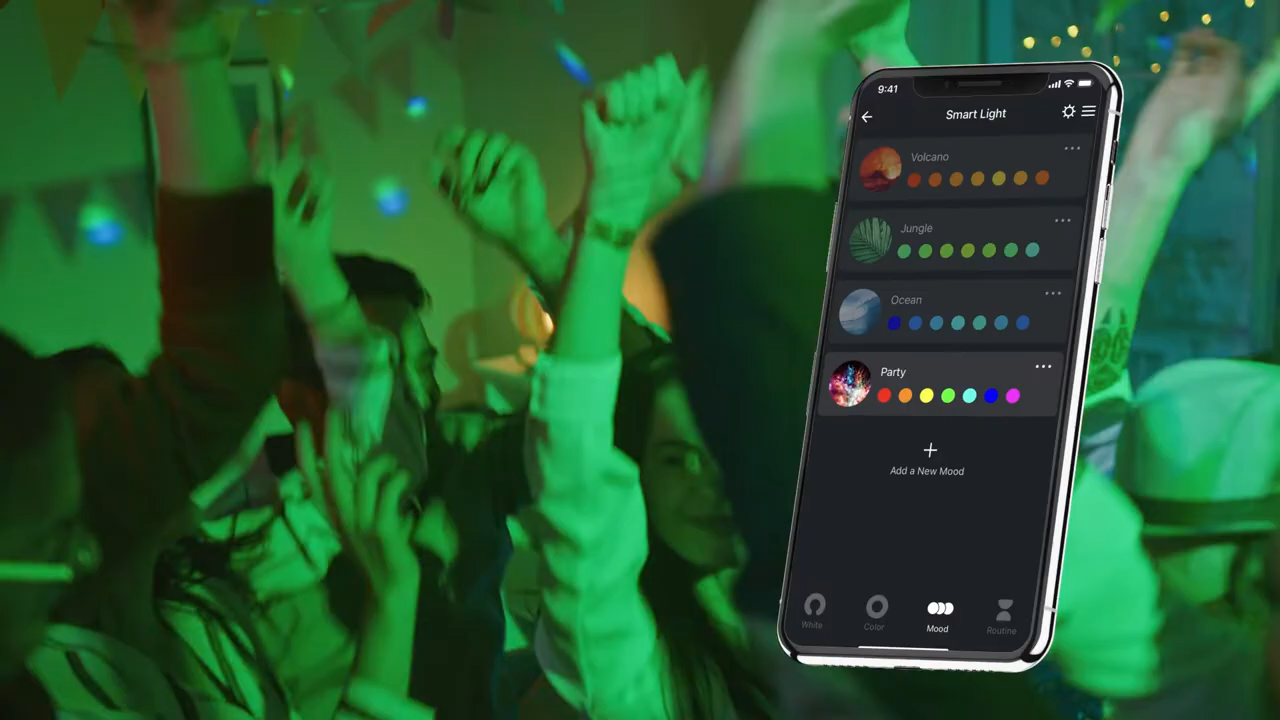 9:41
Smart Light
Volcano
Jungle
Ocean
Party
Add a New Mood
White
Color
Mood
Routine